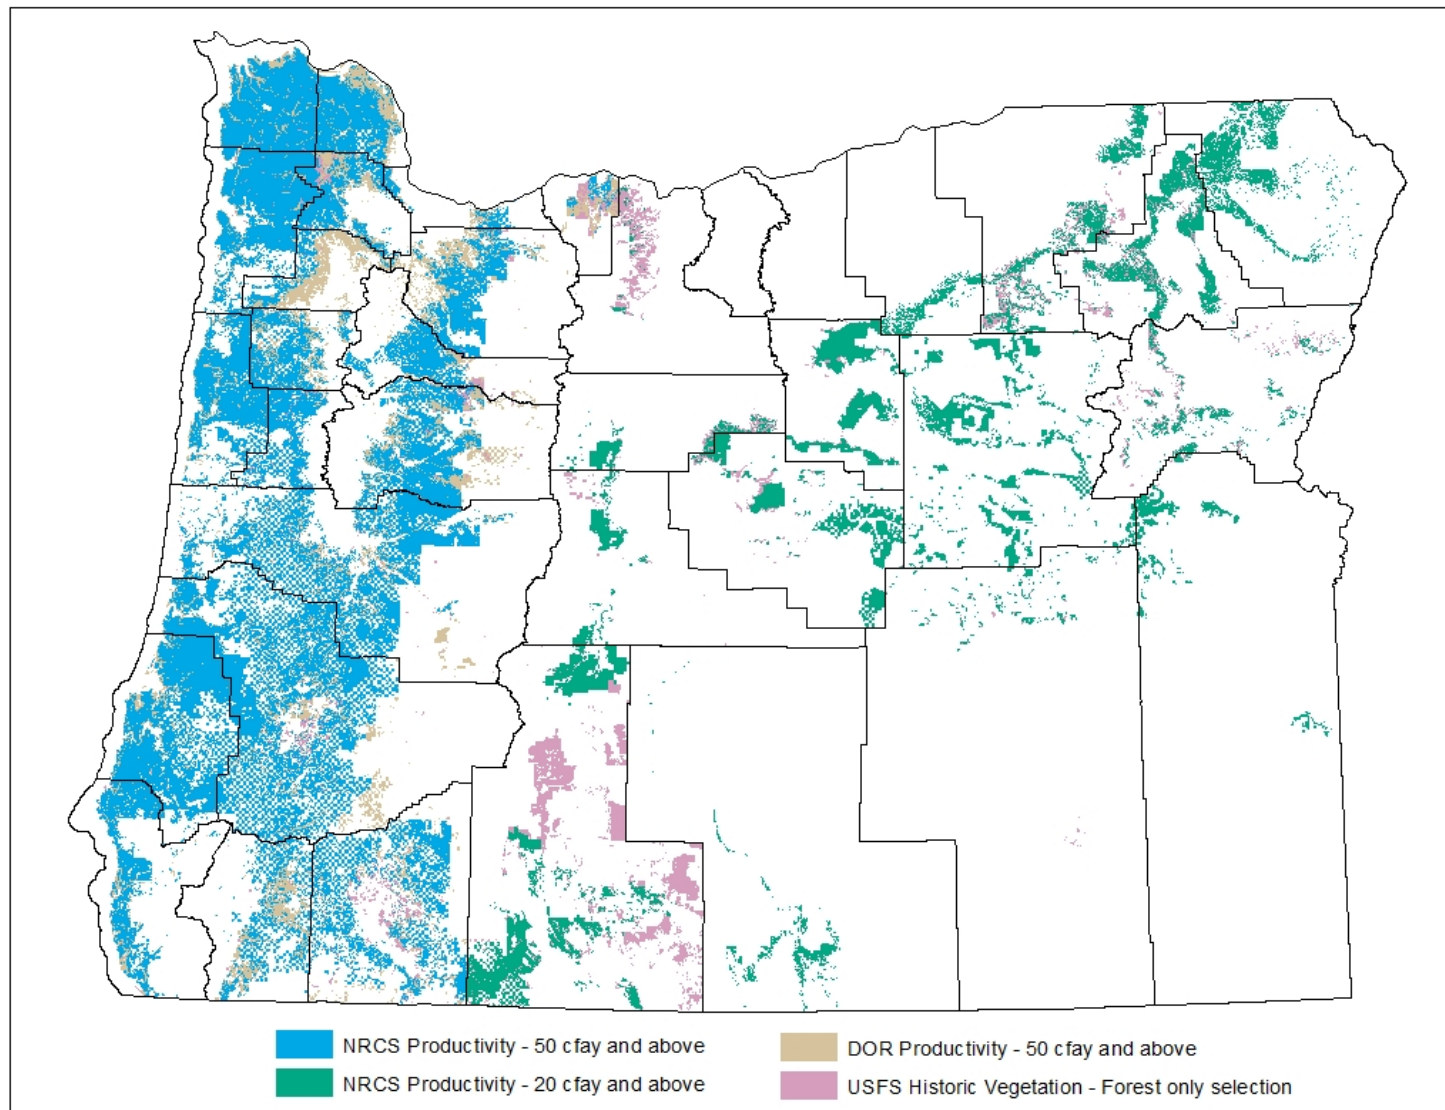 NRCS Productivity - 50 cfay and above
NRCS Productivity - 20 cfay and above
DOR Productivity - 50 cfay and above
USFS Historic Vegetation - Forest only selection